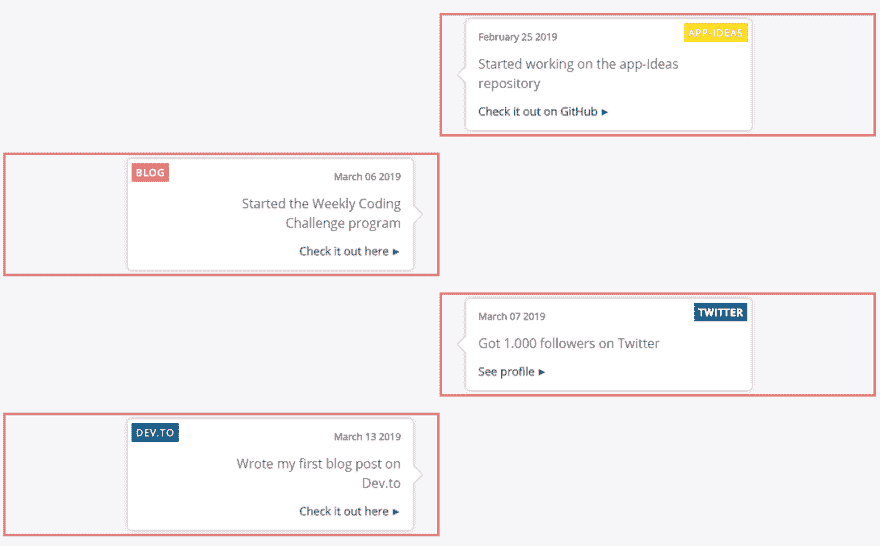 February 25 2019
APP-IDEAS
Started working on the app-ideas
repository
Check it out on GitHub ▶
BLOG
March 06 2019
Started the Weekly Coding
Challenge program
Check it out here ▶
March 07 2019
TWITTER
Got 1.000 followers on Twitter
See profile ▶
DEV.TO
March 13 2019
Wrote my first blog post on
Dev.to
Check it out here ▶